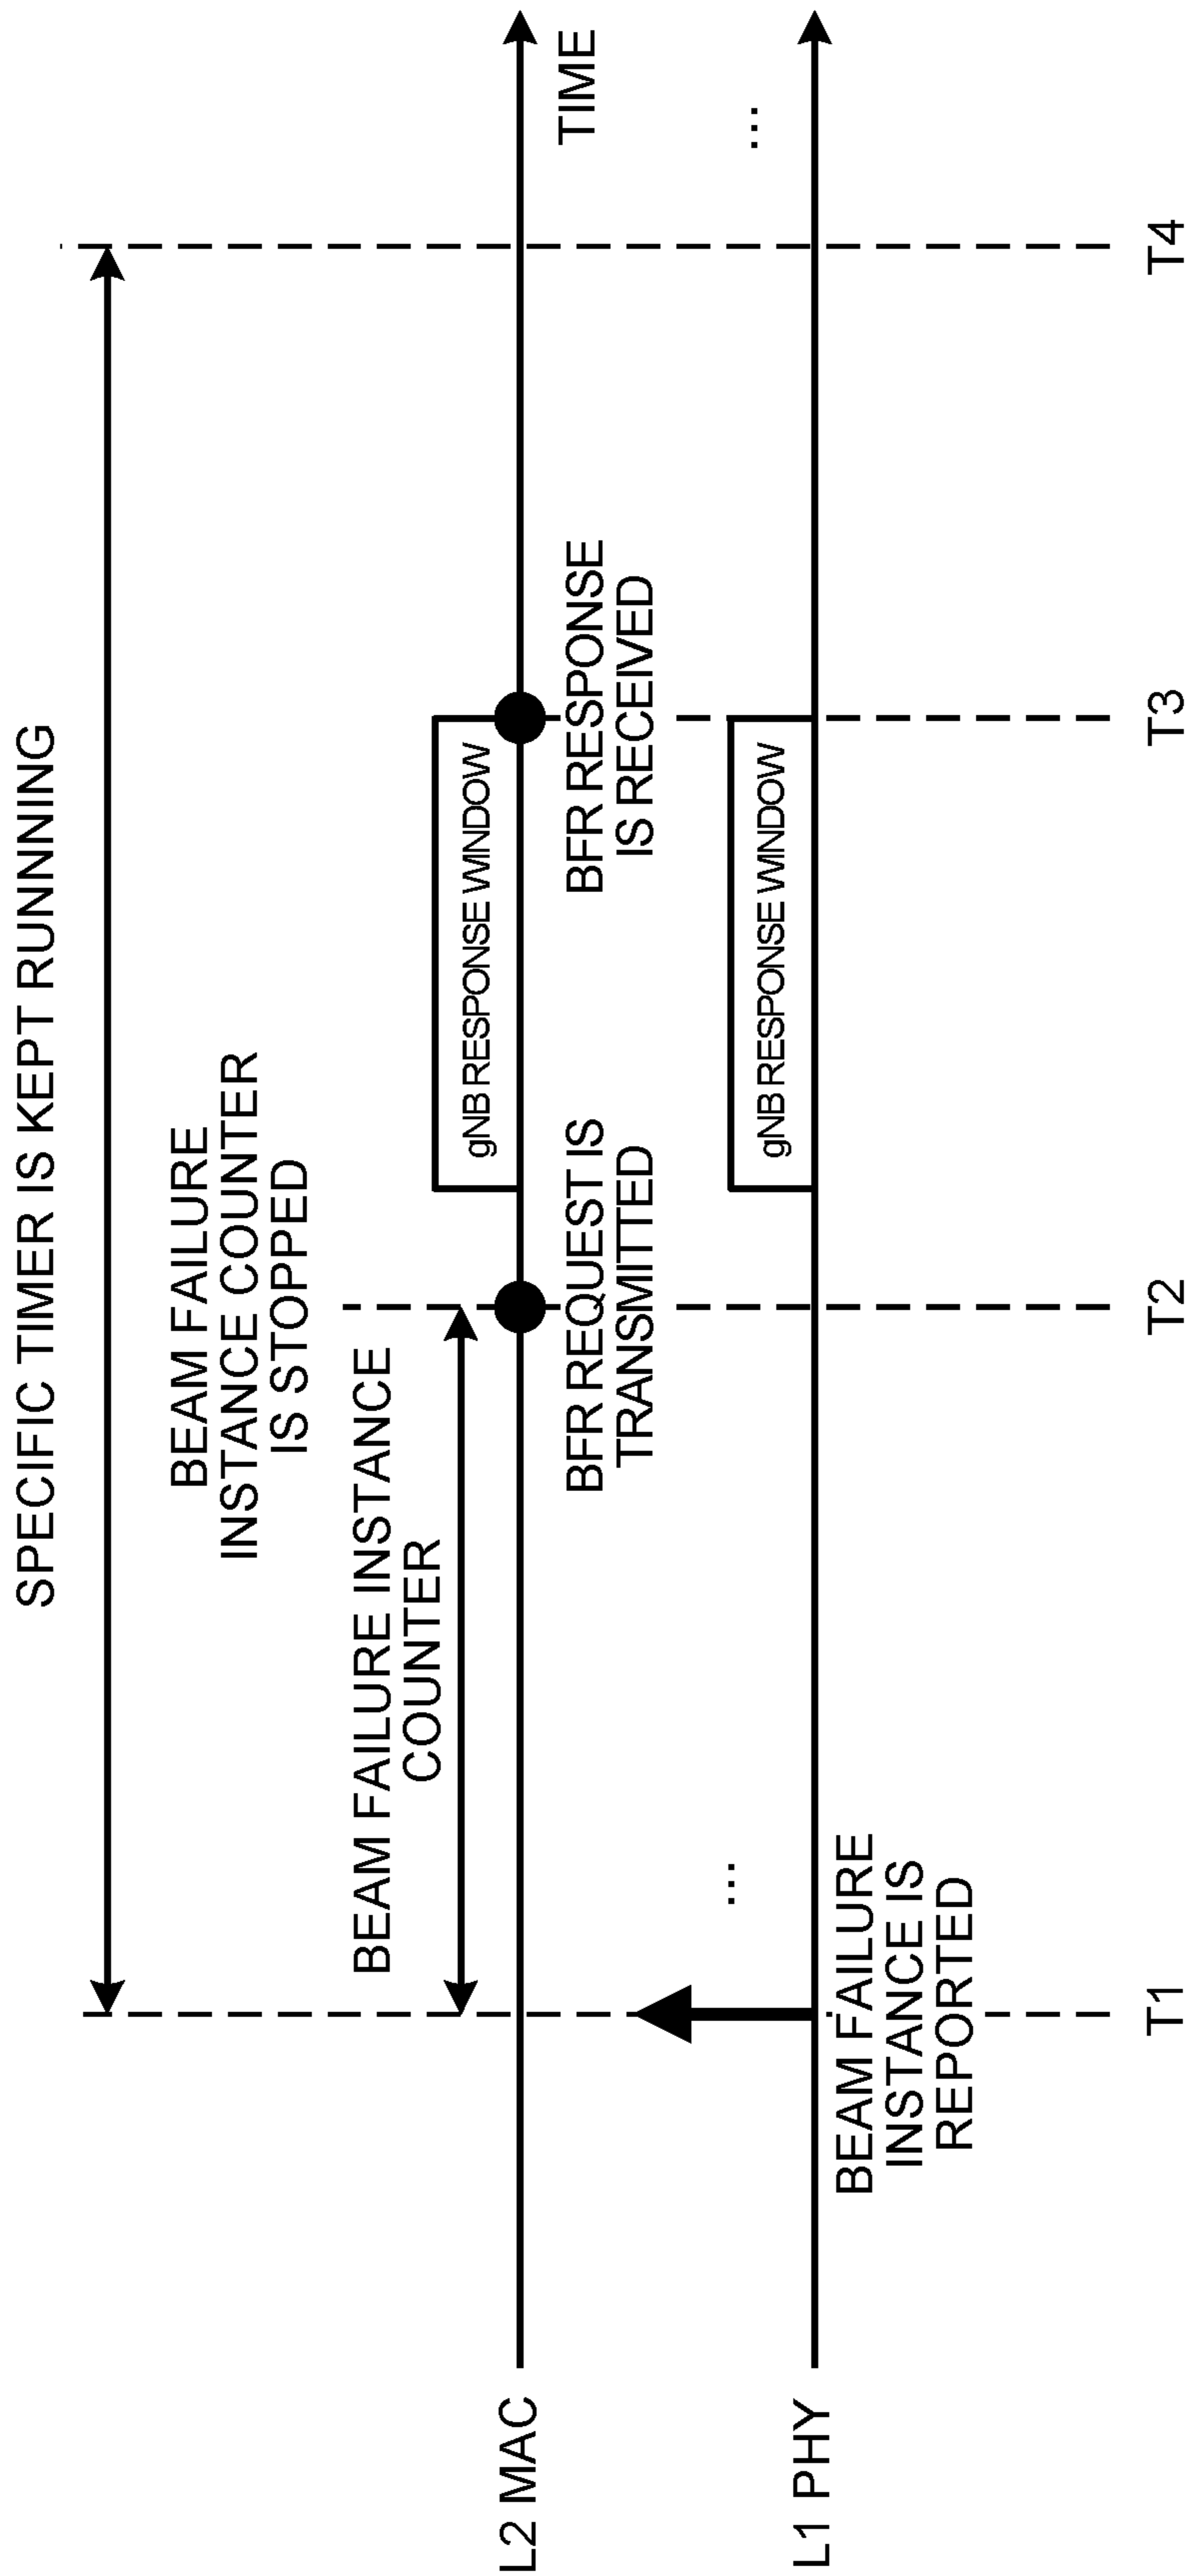 SPECIFIC TIMER IS KEPT RUNNNING
BEAM FAILURE
INSTANCE COUNTER
IS STOPPED
BEAM FAILURE INSTANCE
COUNTER
gNB RESPONSE WINDOW
L2 MAC
TIME
BFR REQUEST IS
TRANSMITTED
BFR RESPONSE
IS RECEIVED
...
...
gNB RESPONSE WINDOW
L1 PHY
BEAM FAILURE
INSTANCE IS
REPORTED
T1
T2
T3
T4